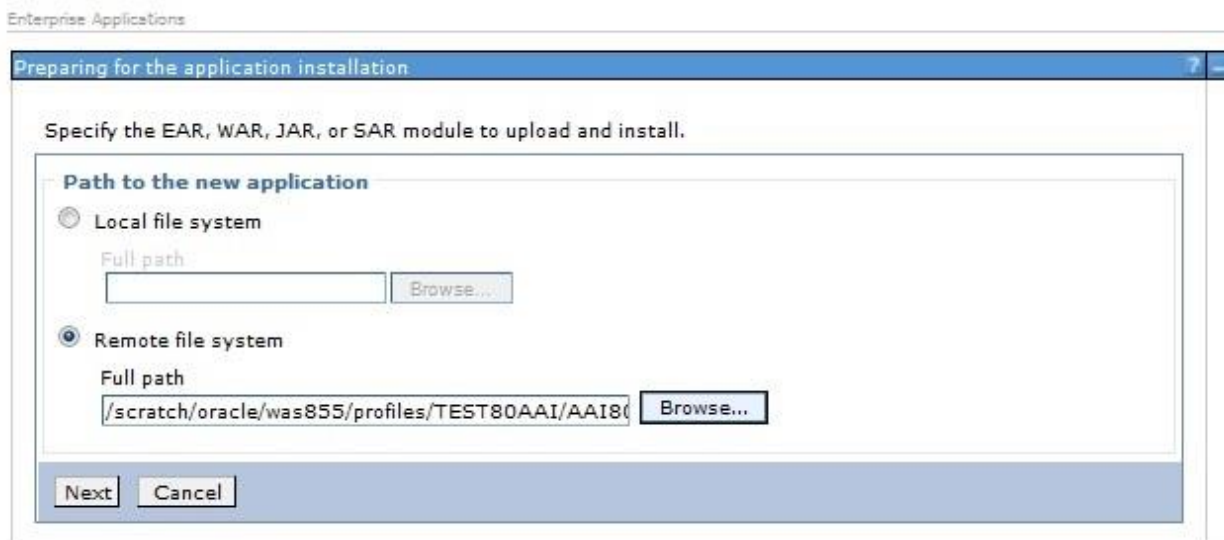 Enterprise Applications
Preparing for the application installation ? –
Specify the EAR, WAR, JAR, or SAR module to upload and install.
Path to the new application
Local file system
Full path
Browse...
Remote file system
Full path
/scratch/oracle/was855/profiles/TEST80AAI/AAI80 Browse...
Next Cancel